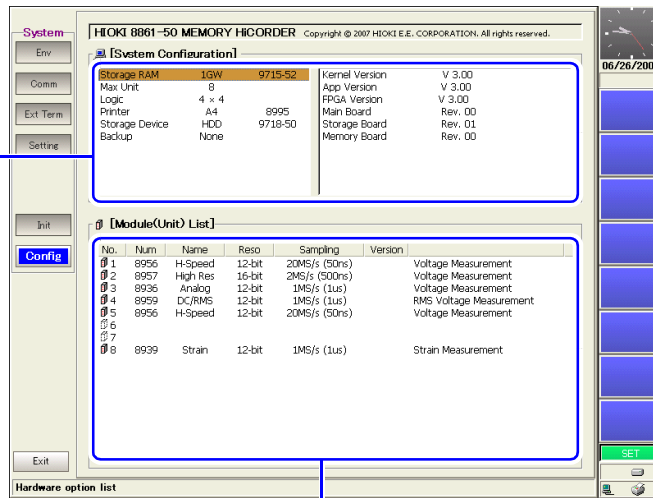 System
HIOKI 8861-50 MEMORY HiCORDER Copyright © 2007 HIOKI E.E. CORPORATION. All rights reserved.
06/26/200
Env
Comm
Ext Term
Setting
Init
Config
Exit
[System Configuration]
Storage RAM 1GW 9715-52
Max Unit 8
Logic 4 × 4
Printer A4 8995
Storage Device HDD 9718-50
Backup None
Kernel Version V 3.00
App Version V 3.00
FPGA Version V 3.00
Main Board Rev. 00
Storage Board Rev. 01
Memory Board Rev. 00
[Module(Unit) List]
No. Num Name Reso Sampling Version
1 8956 H-Speed 12-bit 20MS/s (50ns) Voltage Measurement
2 8957 High Res 16-bit 2MS/s (500ns) Voltage Measurement
3 8936 Analog 12-bit 1MS/s (1us) Voltage Measurement
4 8959 DC/RMS 12-bit 1MS/s (1us) RMS Voltage Measurement
5 8956 H-Speed 12-bit 20MS/s (50ns) Voltage Measurement
6
7
8 8939 Strain 12-bit 1MS/s (1us) Strain Measurement
SET
Hardware option list